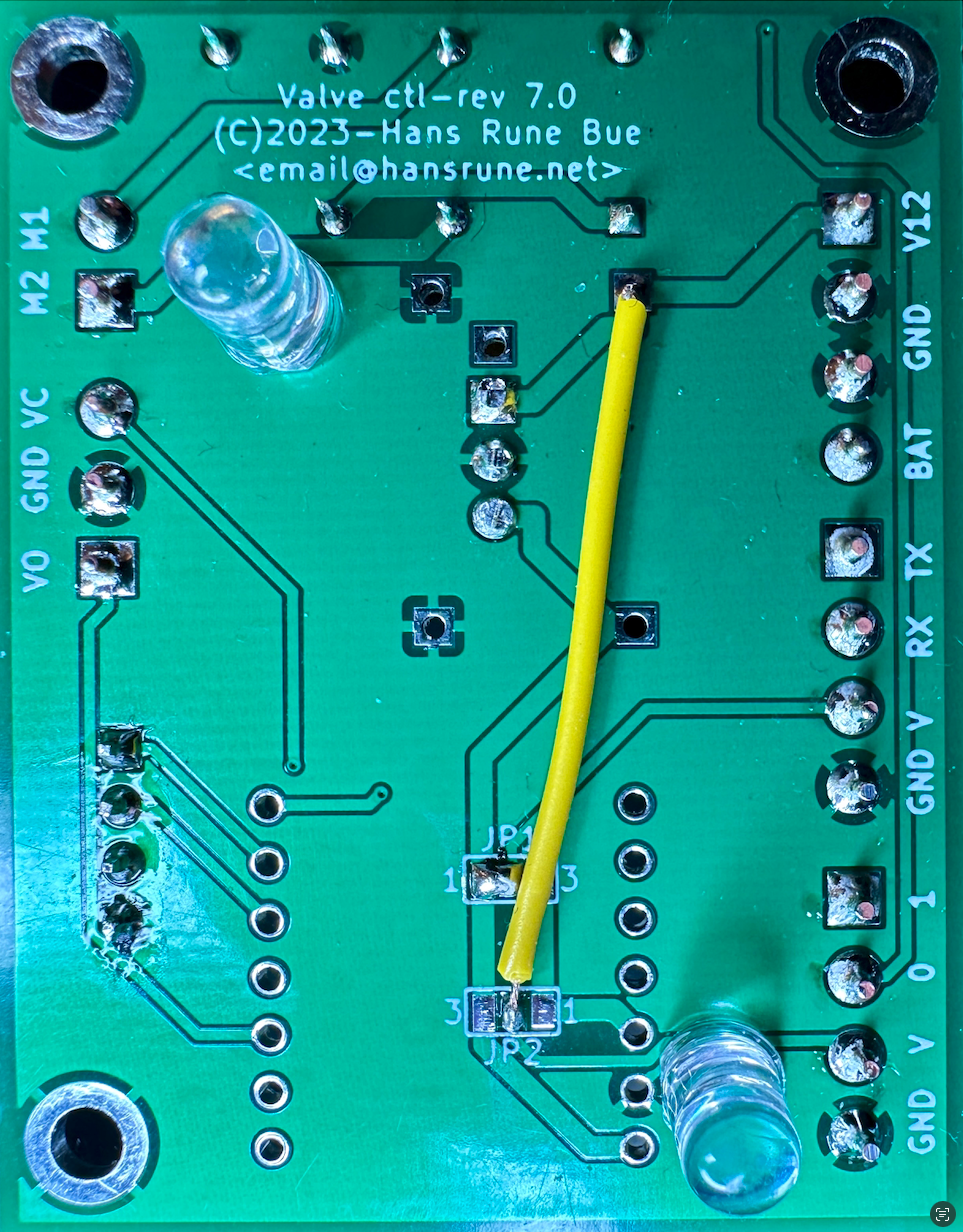 Valve ctl-rev 7.0
(C)2023-Hans Rune Bue
<email@hansrune.net>
M1
M2
VC
GND
VO
V12
GND
BAT
TX
RX
V
GND
1
0
V
GND
JP1
1 3
3 1
JP2